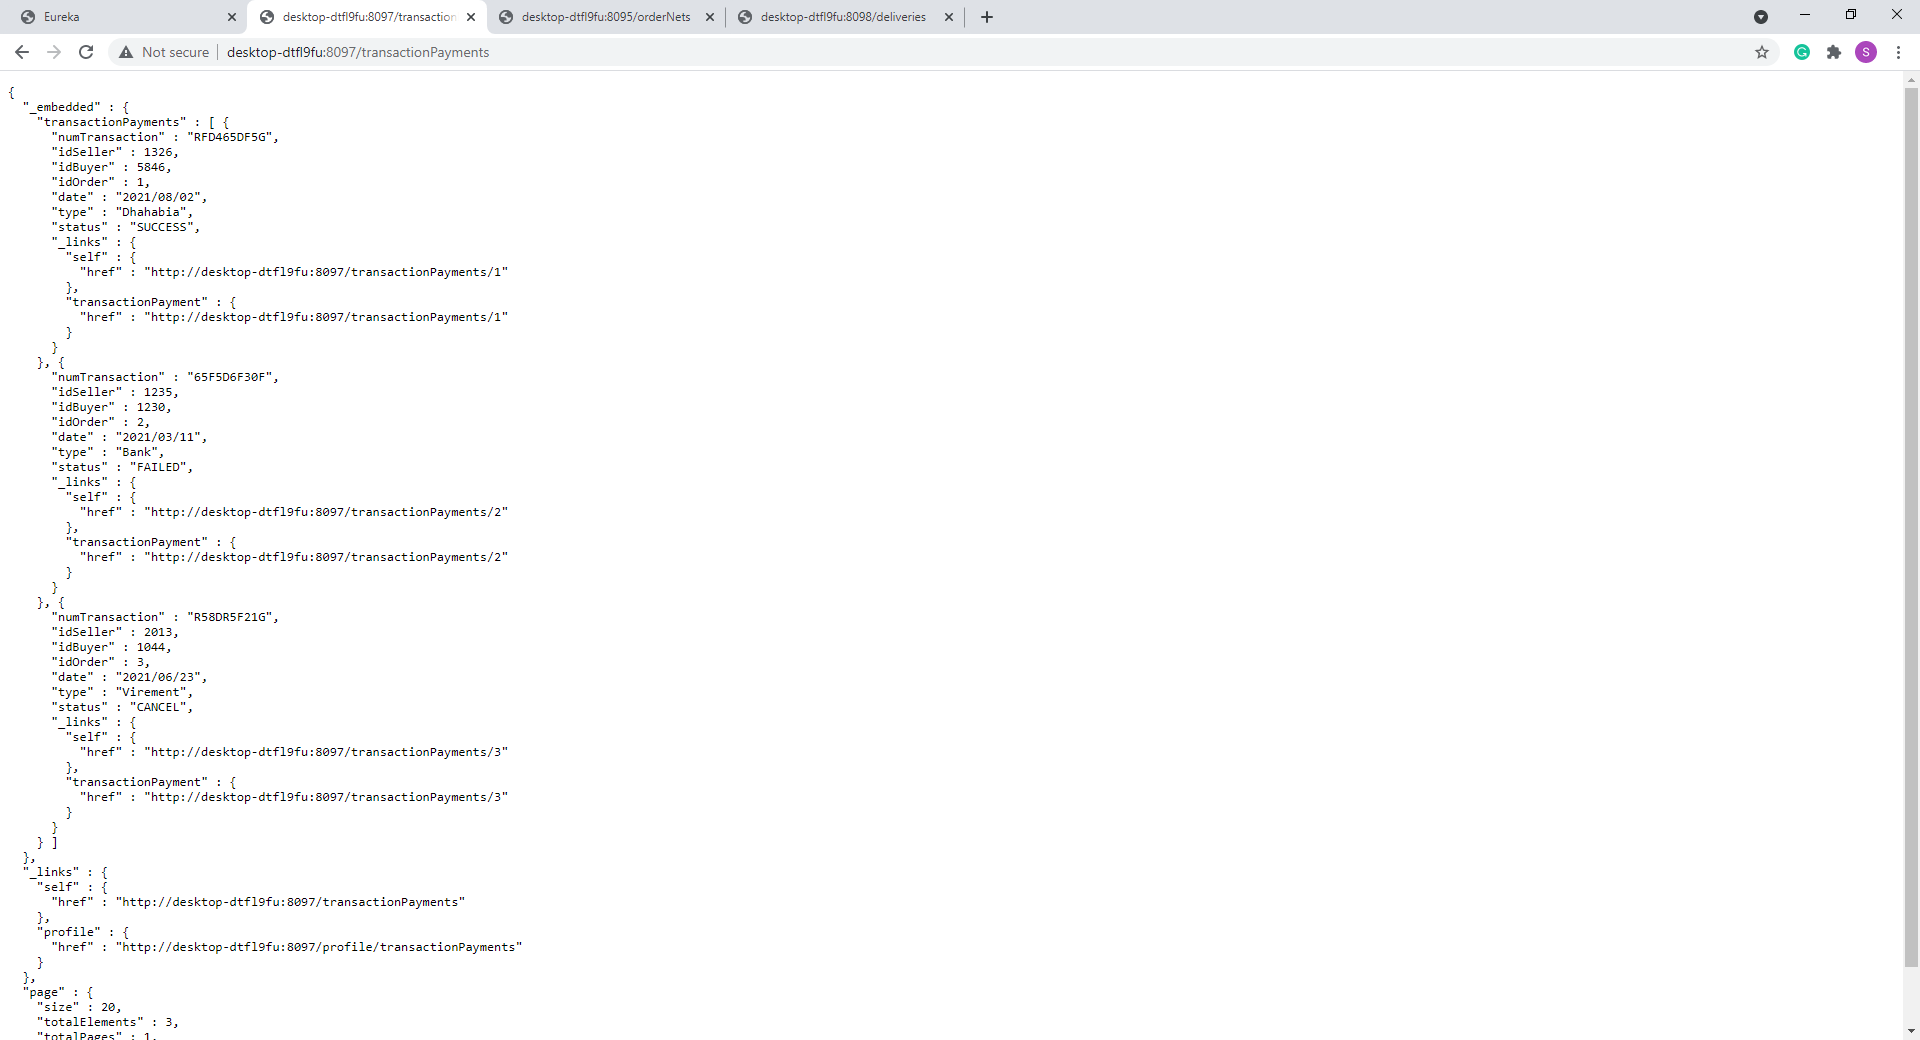 Eureka
desktop-dtfl9fu:8097/transaction
desktop-dtfl9fu:8095/orderNets
desktop-dtfl9fu:8098/deliveries
Not secure
desktop-dtfl9fu:8097/transactionPayments
S
{
"_embedded" : {
"transactionPayments" : [ {
"numTransaction" : "RFD465DF5G",
"idSeller" : 1326,
"idBuyer" : 5846,
"idOrder" : 1,
"date" : "2021/08/02",
"type" : "Dhahabia",
"status" : "SUCCESS",
"_links" : {
"self" : {
"href" : "http://desktop-dtfl9fu:8097/transactionPayments/1"
},
"transactionPayment" : {
"href" : "http://desktop-dtfl9fu:8097/transactionPayments/1"
}
}
}, {
"numTransaction" : "65F5D6F30F",
"idSeller" : 1235,
"idBuyer" : 1230,
"idOrder" : 2,
"date" : "2021/03/11",
"type" : "Bank",
"status" : "FAILED",
"_links" : {
"self" : {
"href" : "http://desktop-dtfl9fu:8097/transactionPayments/2"
},
"transactionPayment" : {
"href" : "http://desktop-dtfl9fu:8097/transactionPayments/2"
}
}
}, {
"numTransaction" : "R58DR5F21G",
"idSeller" : 2013,
"idBuyer" : 1044,
"idOrder" : 3,
"date" : "2021/06/23",
"type" : "Virement",
"status" : "CANCEL",
"_links" : {
"self" : {
"href" : "http://desktop-dtfl9fu:8097/transactionPayments/3"
},
"transactionPayment" : {
"href" : "http://desktop-dtfl9fu:8097/transactionPayments/3"
}
}
} ]
},
"_links" : {
"self" : {
"href" : "http://desktop-dtfl9fu:8097/transactionPayments"
},
"profile" : {
"href" : "http://desktop-dtfl9fu:8097/profile/transactionPayments"
}
},
"page" : {
"size" : 20,
"totalElements" : 3,
"totalPages" : 1,